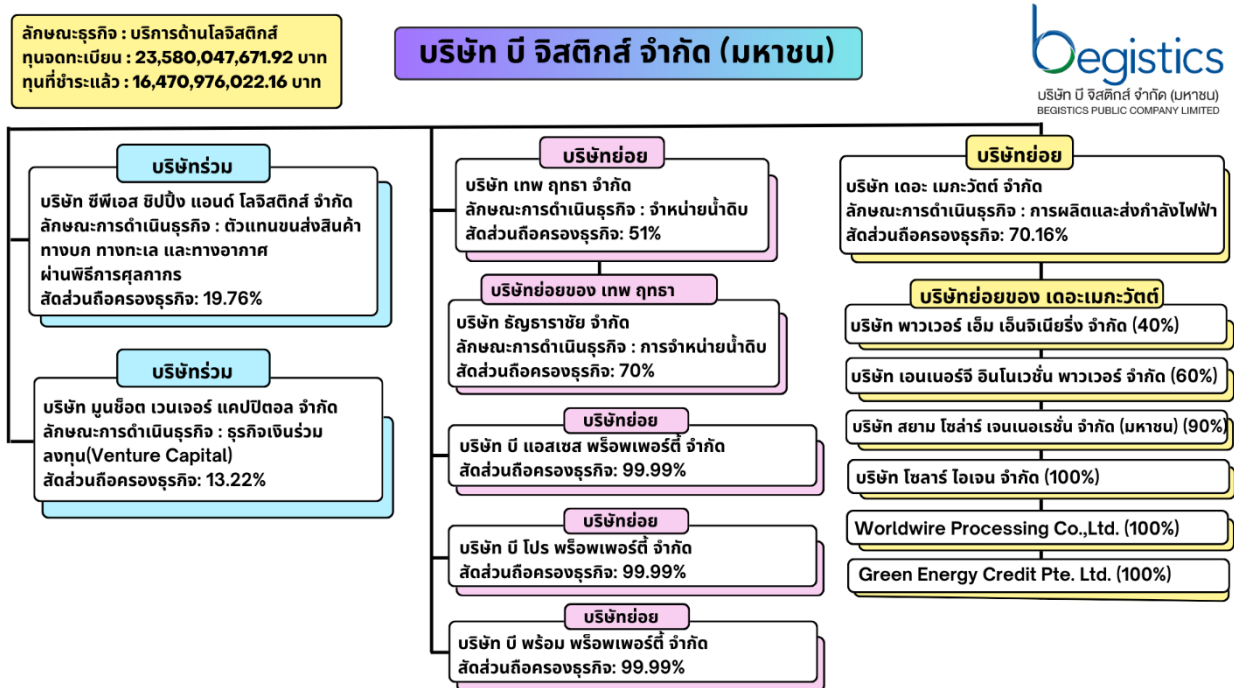 ลักษณะธุรกิจ : บริการด้านโลจิสติกส์
ทุนจดทะเบียน : 23,580,047,671.92 บาท
ทุนที่ชำระแล้ว : 16,470,976,022.16 บาท
บริษัท บี จิสติกส์ จำกัด (มหาชน)
begistics
บริษัท บี จิสติกส์ จำกัด (มหาชน)
BEGISTICS PUBLIC COMPANY LIMITED
บริษัทร่วม
บริษัท ซีพีเอส ชิปปิ้ง แอนด์ โลจิสติกส์ จำกัด
ลักษณะการดำเนินธุรกิจ : ตัวแทนขนส่งสินค้า
ทางบก ทางทะเล และทางอากาศ
ผ่านพิธีการศุลกากร
สัดส่วนถือครองธุรกิจ: 19.76%
บริษัทร่วม
บริษัท มูนช็อต เวนเจอร์ แคปปิตอล จำกัด
ลักษณะการดำเนินธุรกิจ : ธุรกิจเงินร่วม
ลงทุน(Venture Capital)
สัดส่วนถือครองธุรกิจ: 13.22%
บริษัทย่อย
บริษัท เทพ ฤทธา จำกัด
ลักษณะการดำเนินธุรกิจ : จำหน่ายน้ำดิบ
สัดส่วนถือครองธุรกิจ: 51%
บริษัทย่อยของ เทพ ฤทธา
บริษัท ธัญธาราชัย จำกัด
ลักษณะการดำเนินธุรกิจ : การจำหน่ายน้ำดิบ
สัดส่วนถือครองธุรกิจ: 70%
บริษัทย่อย
บริษัท บี แอสเซส พร็อพเพอร์ตี้ จำกัด
สัดส่วนถือครองธุรกิจ: 99.99%
บริษัทย่อย
บริษัท บี โปร พร็อพเพอร์ตี้ จำกัด
สัดส่วนถือครองธุรกิจ: 99.99%
บริษัทย่อย
บริษัท บี พร้อม พร็อพเพอร์ตี้ จำกัด
สัดส่วนถือครองธุรกิจ: 99.99%
บริษัทย่อย
บริษัท เดอะ เมกะวัตต์ จำกัด
ลักษณะการดำเนินธุรกิจ : การผลิตและส่งกำลังไฟฟ้า
สัดส่วนถือครองธุรกิจ: 70.16%
บริษัทย่อยของ เดอะเมกะวัตต์
บริษัท พาวเวอร์ เอ็ม เอ็นจิเนียริ่ง จำกัด (40%)
บริษัท เอนเนอร์จี อินโนเวชั่น พาวเวอร์ จำกัด (60%)
บริษัท สยาม โซล่าร์ เจนเนอเรชั่น จำกัด (มหาชน) (90%)
บริษัท โซลาร์ ไอเจน จำกัด (100%)
Worldwire Processing Co.,Ltd. (100%)
Green Energy Credit Pte. Ltd. (100%)